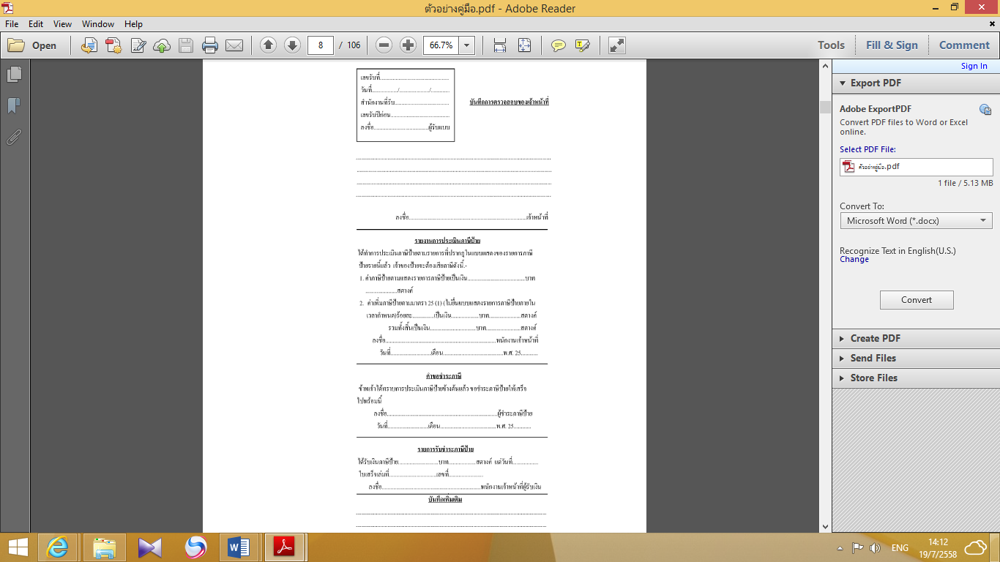 ตัวอย่างคู่มือ.pdf - Adobe Reader
File Edit View Window Help
Open 8 / 106 66.7% Tools Fill & Sign Comment
Sign In
เลขรับที่..........................................
วันที่................/..................../............
สำนักงานที่รับ..................................
เลขรับปีก่อน.....................................
ลงชื่อ..................................ผู้รับแบบ
บันทึกการตรวจสอบของเจ้าหน้าที่
........................................................................................................................
........................................................................................................................
........................................................................................................................
........................................................................................................................
ลงชื่อ.........................................................................เจ้าหน้าที่
รายงานการประเมินภาษีป้าย
ได้ทำการประเมินภาษีป้ายตามรายการที่ปรากฏในแบบแสดงของรายการภาษี
ป้ายรายนี้แล้ว เจ้าของป้ายจะต้องเสียภาษีดังนี้.-
1. ค่าภาษีป้ายตามแสดงรายการภาษีป้ายเป็นเงิน...................................บาท
....................สตางค์
2. ค่าเพิ่มภาษีป้ายตามมาตรา 25 (1) (ไม่ยื่นแบบแสดงรายการภาษีป้ายภายใน
เวลากำหนด)ร้อยละ.............เป็นเงิน.................บาท....................สตางค์
รวมทั้งสิ้นเป็นเงิน.............................บาท......................สตางค์
ลงชื่อ.....................................................................พนักงานเจ้าหน้าที่
วันที่.........................เดือน......................................พ.ศ. 25...........
คำขอชำระภาษี
ข้าพเจ้าได้ทราบการประเมินภาษีป้ายข้างต้นแล้ว ขอชำระภาษีป้ายให้เสร็จ
ไปพร้อมนี้
ลงชื่อ.....................................................................ผู้ชำระภาษีป้าย
วันที่.........................เดือน...................................พ.ศ. 25...........
รายการรับชำระภาษีป้าย
ได้รับเงินภาษีป้าย.........................บาท.................สตางค์ แต่วันที่................
ใบเสร็จเล่มที่.............................เลขที่.....................
ลงชื่อ.............................................................พนักงานเจ้าหน้าที่ผู้รับเงิน
บันทึกเพิ่มเติม
.....................................................................................................................
.....................................................................................................................
Export PDF
Adobe ExportPDF
Convert PDF files to Word or Excel
online.
Select PDF File:
ตัวอย่างคู่มือ.pdf
1 file / 5.13 MB
Convert To:
Microsoft Word (*.docx)
Recognize Text in English(U.S.)
Change
Convert
Create PDF
Send Files
Store Files
ENG
14:12
19/7/2558